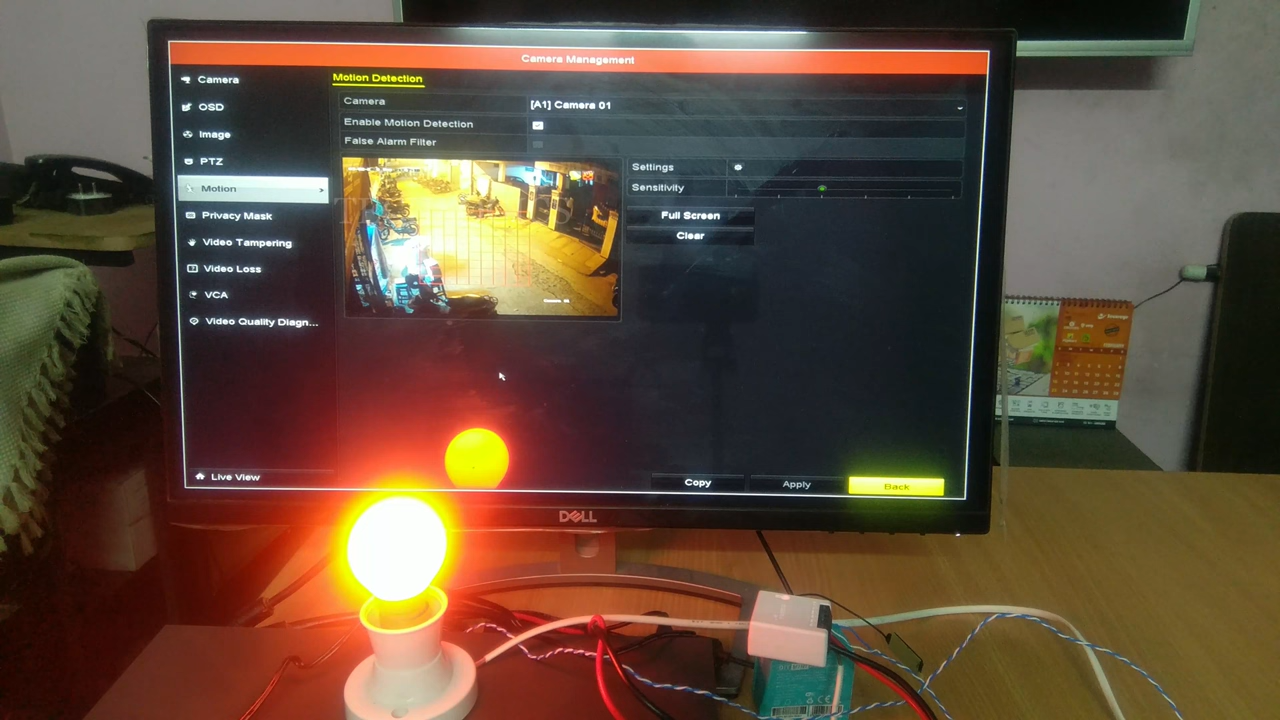 Camera Management
Camera
OSD
Image
PTZ
Motion
Privacy Mask
Video Tampering
Video Loss
VCA
Video Quality Diagn...
Live View
Motion Detection
Camera
[A1] Camera 01
Enable Motion Detection
False Alarm Filter
Settings
Sensitivity
Full Screen
Clear
Copy
Apply
Back
DELL